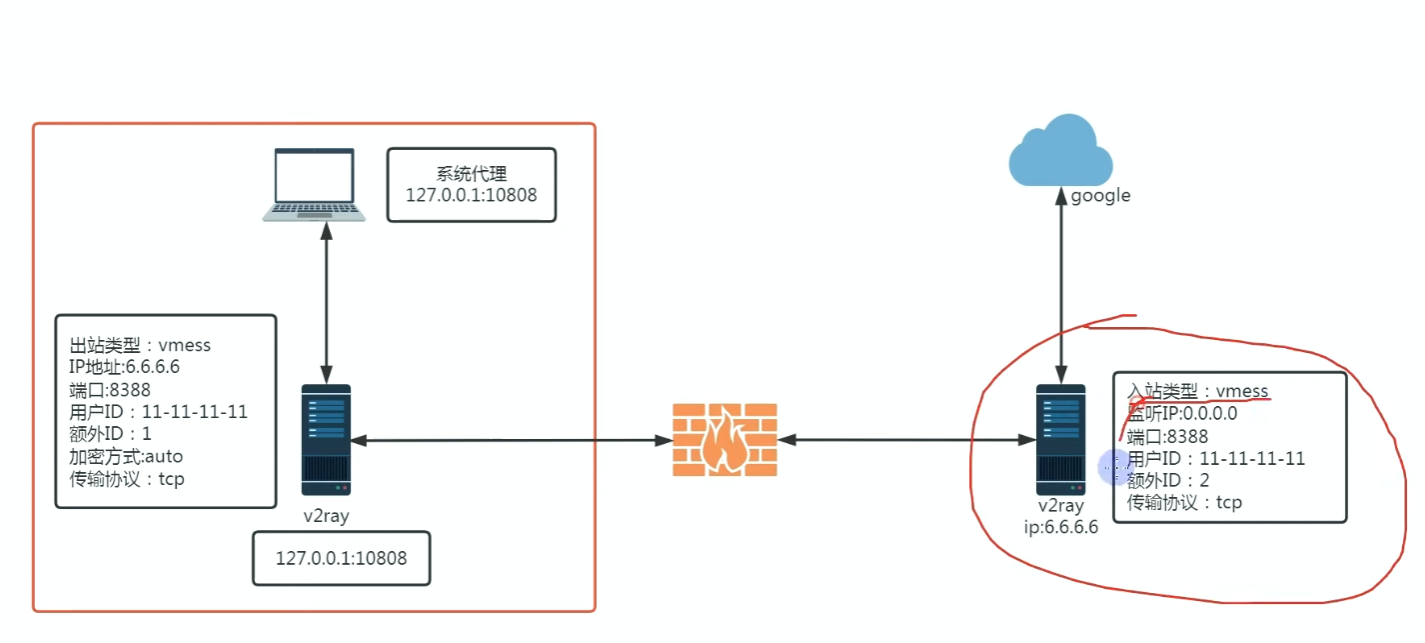 系统代理
127.0.0.1:10808
google
出站类型：vmess
IP地址:6.6.6.6
端口:8388
用户ID：11-11-11-11
额外ID：1
加密方式:auto
传输协议：tcp
v2ray
127.0.0.1:10808
入站类型：vmess
监听IP:0.0.0.0
端口:8388
用户ID：11-11-11-11
额外ID：2
传输协议：tcp
v2ray
ip:6.6.6.6